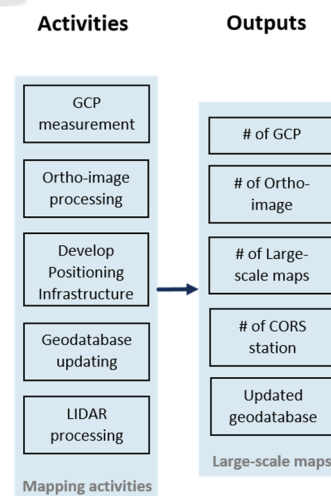 Activities
GCP
measurement
Ortho-image
processing
Develop
Positioning
Infrastructure
Geodatabase
updating
LIDAR
processing
Mapping activities
Outputs
# of GCP
# of Ortho-
image
# of Large-
scale maps
# of CORS
station
Updated
geodatabase
Large-scale maps